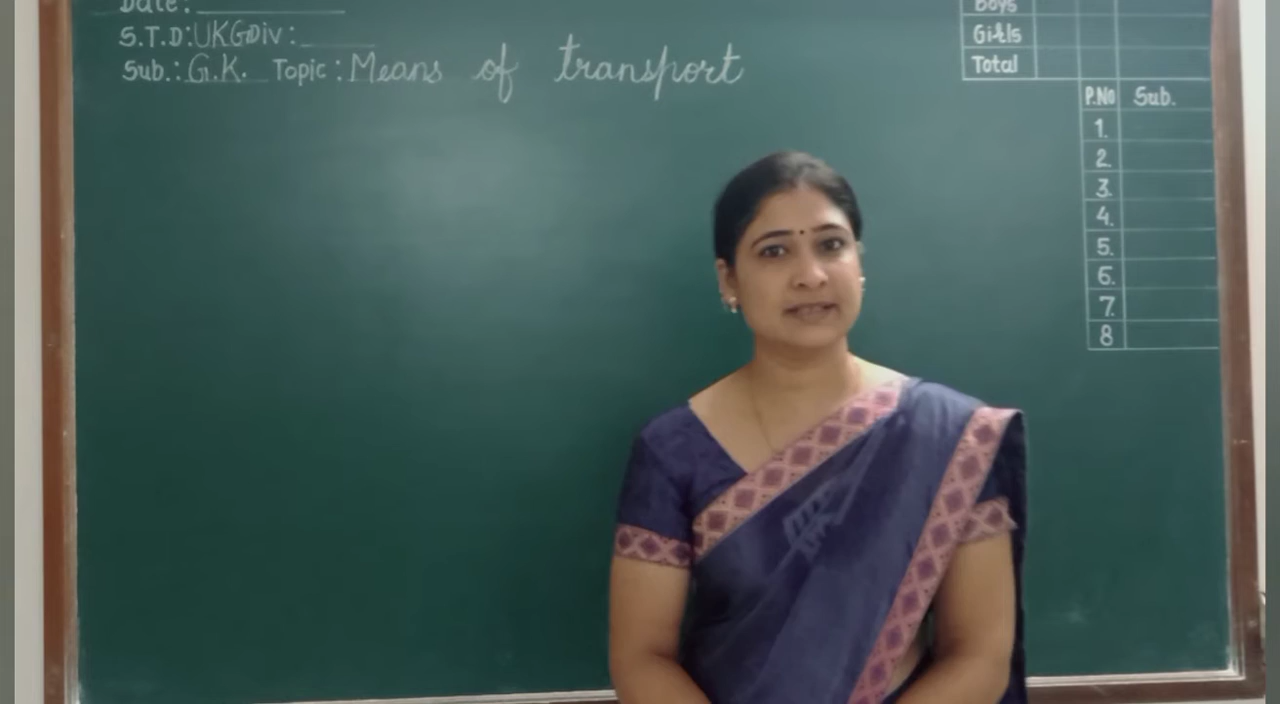 Date:
S.T.D:UKG Div:
Sub.: G.K. Topic: Means of transport
Boys
Girls
Total
P.No Sub.
1.
2.
3.
4.
5.
6.
7.
8